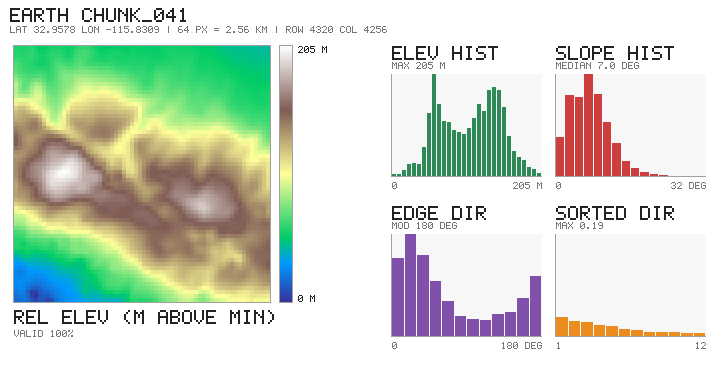 EARTH CHUNK_041
LAT 32.9578 LON -115.8309 | 64 PX = 2.56 KM | ROW 4320 COL 4256
205 M
0 M
REL ELEV (M ABOVE MIN)
VALID 100%
ELEV HIST
MAX 205 M
0 205 M
SLOPE HIST
MEDIAN 7.0 DEG
0 32 DEG
EDGE DIR
MOD 180 DEG
0 180 DEG
SORTED DIR
MAX 0.19
1 12